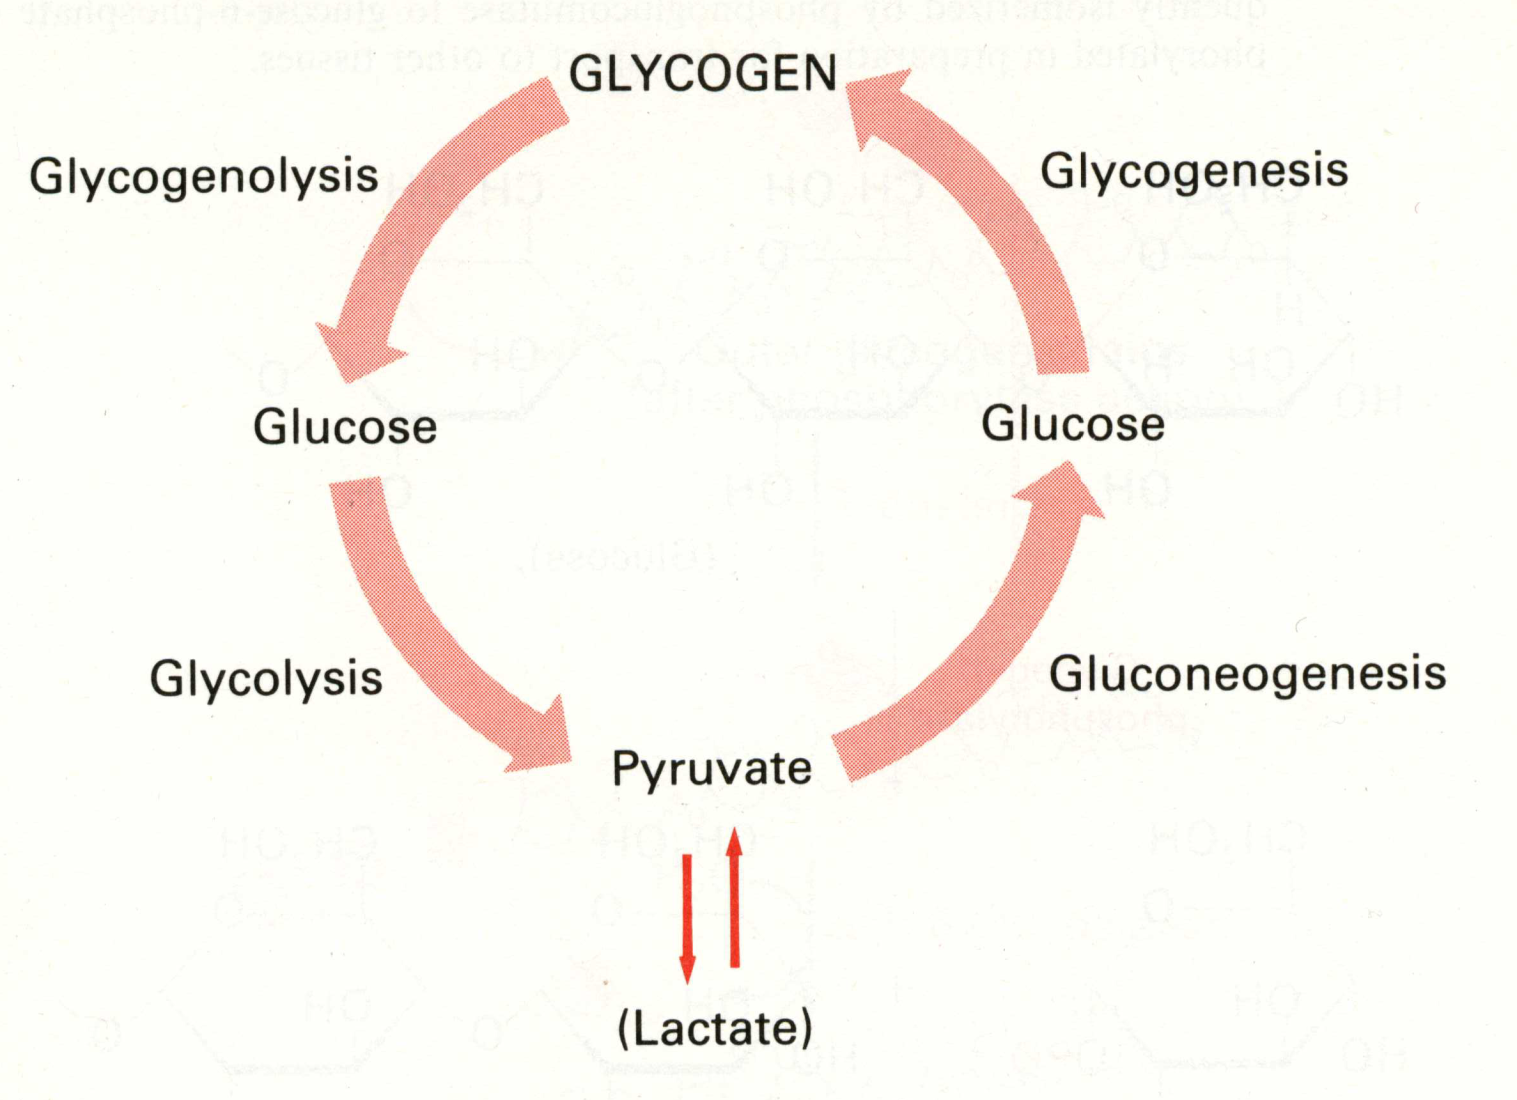 GLYCOGEN
Glycogenolysis
Glycogenesis
Glucose
Glucose
Glycolysis
Gluconeogenesis
Pyruvate
(Lactate)